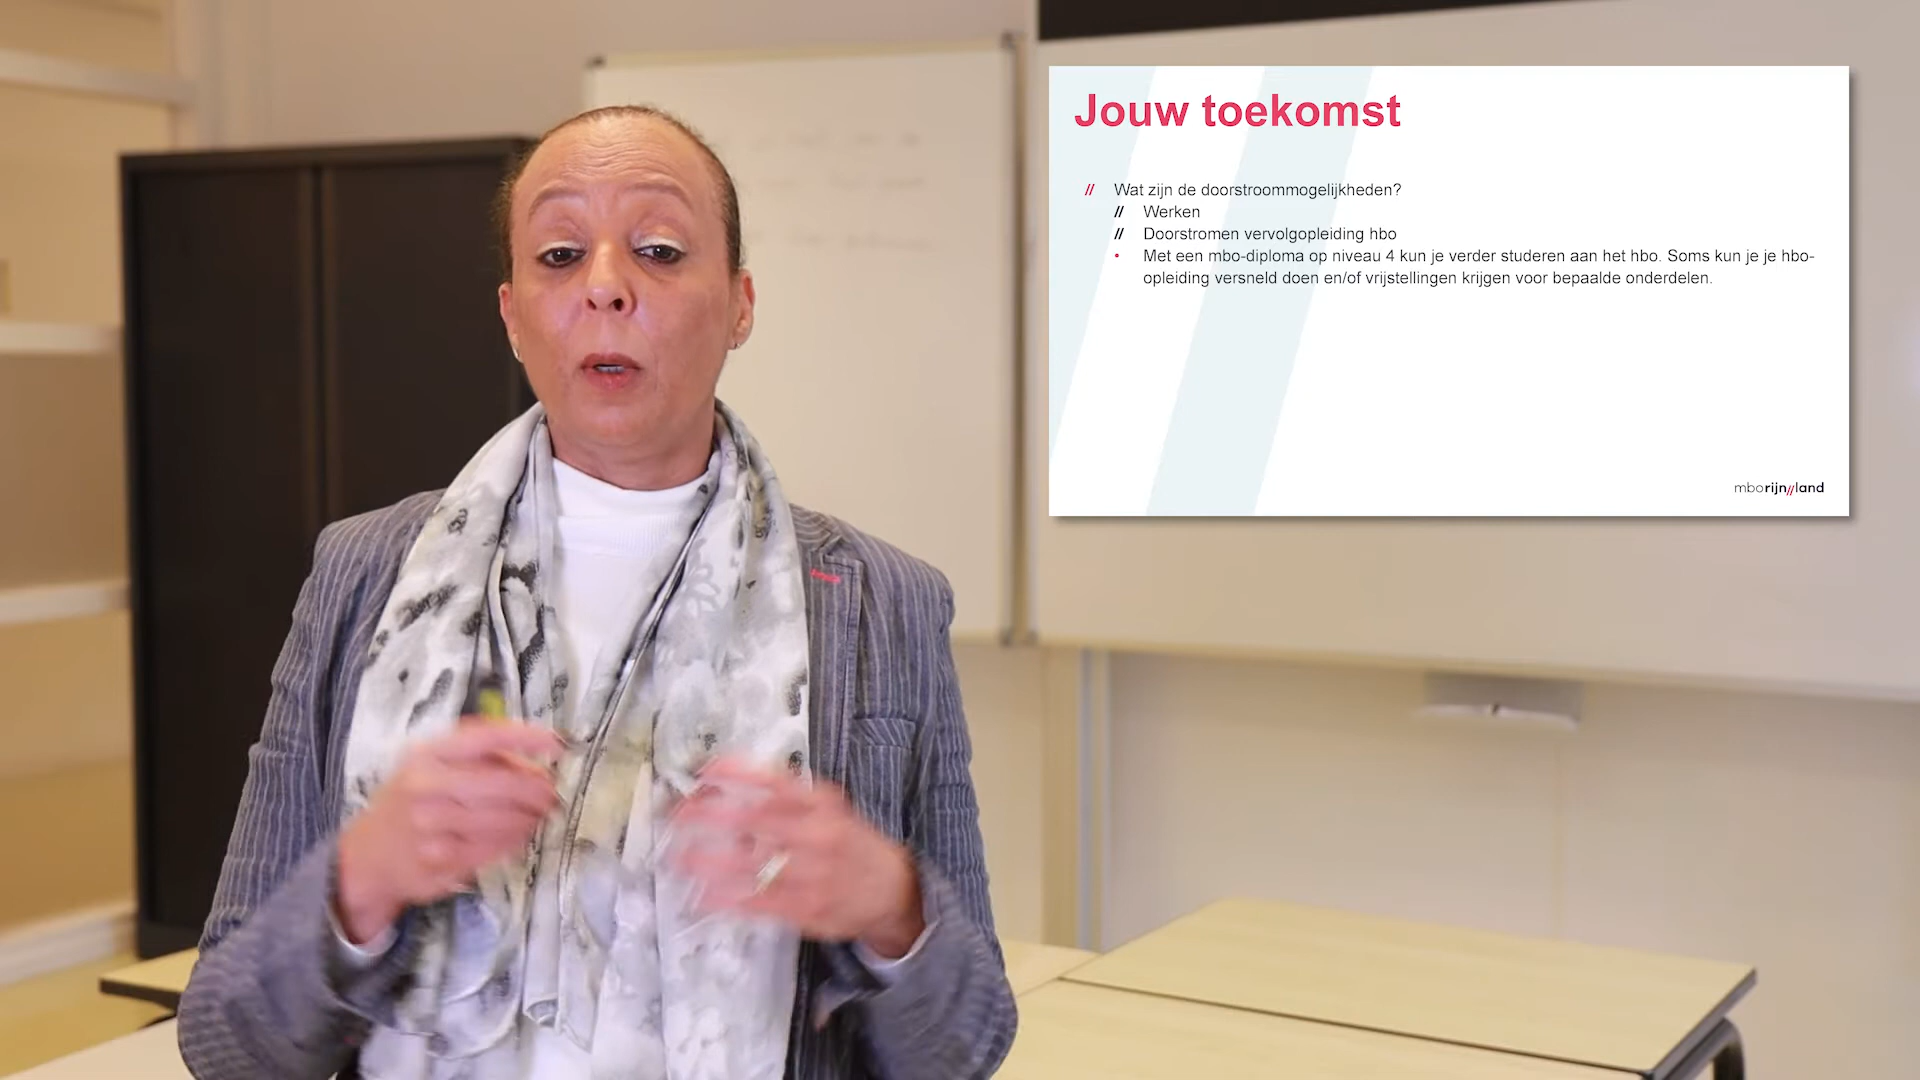 Jouw toekomst
// Wat zijn de doorstroommogelijkheden?
// Werken
// Doorstromen vervolgopleiding hbo
• Met een mbo-diploma op niveau 4 kun je verder studeren aan het hbo. Soms kun je je hbo-
opleiding versneld doen en/of vrijstellingen krijgen voor bepaalde onderdelen.
mborijn//land